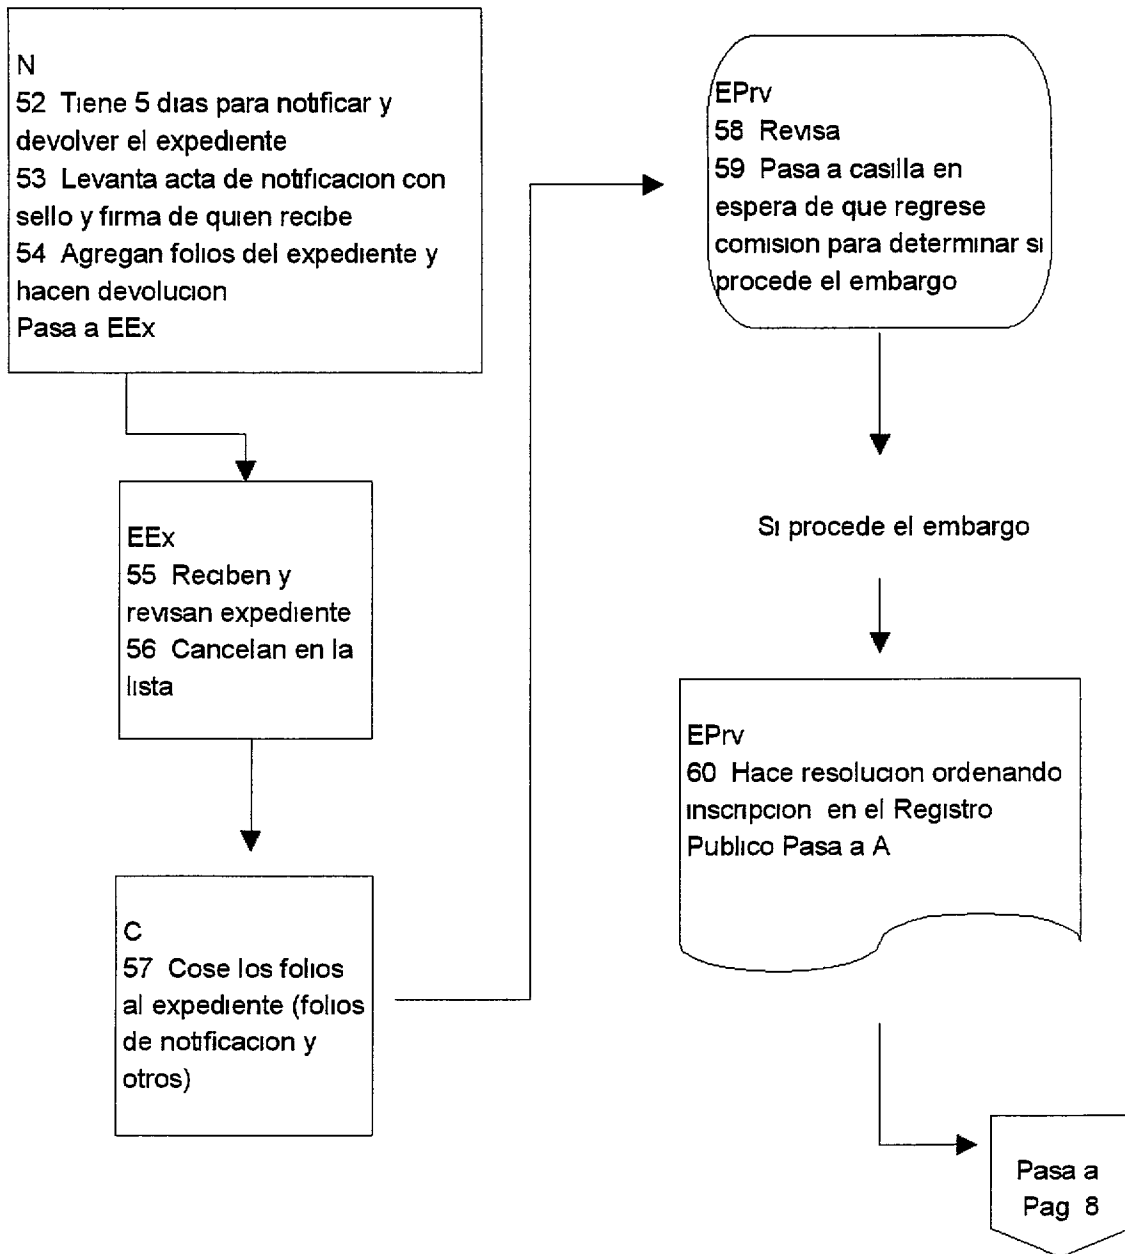 N
52 Tiene 5 dias para notificar y
devolver el expediente
53 Levanta acta de notificacion con
sello y firma de quien recibe
54 Agregan folios del expediente y
hacen devolucion
Pasa a EEx
EEx
55 Reciben y
revisan expediente
56 Cancelan en la
lista
C
57 Cose los folios
al expediente (folios
de notificacion y
otros)
EPrv
58 Revisa
59 Pasa a casilla en
espera de que regrese
comision para determinar si
procede el embargo
Si procede el embargo
EPrv
60 Hace resolucion ordenando
inscripcion en el Registro
Publico Pasa a A
Pasa a
Pag 8